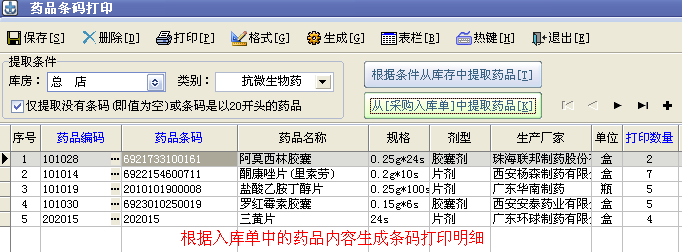 药品条码打印
保存[S] 删除[D] 打印[P] 格式[G] 生成[G] 表栏[B] 热键[H] 退出[E]
提取条件
库房: 总 店 类别: 抗微生物药
仅提取没有条码(即值为空)或条码是以20开头的药品
根据条件从库存中提取药品[T]
从[采购入库单]中提取药品[K]
序号 药品编码 药品条码 药品名称 规格 剂型 生产厂家 单位 打印数量
1 101028 ... 6921733100161 阿莫西林胶囊 0.25g*24s 胶囊剂 珠海联邦制药股份有 盒 2
2 101014 ... 6922154600711 酮康唑片(里素劳) 0.2g*10s 片剂 西安杨森制药有限公 盒 7
3 101019 ... 2010101900008 盐酸乙胺丁醇片 0.25g*100s 片剂 广东华南制药 瓶 5
4 101030 ... 6923010250019 罗红霉素胶囊 0.15g*6s 胶囊剂 西安安泰药业有限公 盒 5
5 202015 ... 202015 三黄片 24s 片剂 广东环球制药有限公 盒 4
根据入库单中的药品内容生成条码打印明细